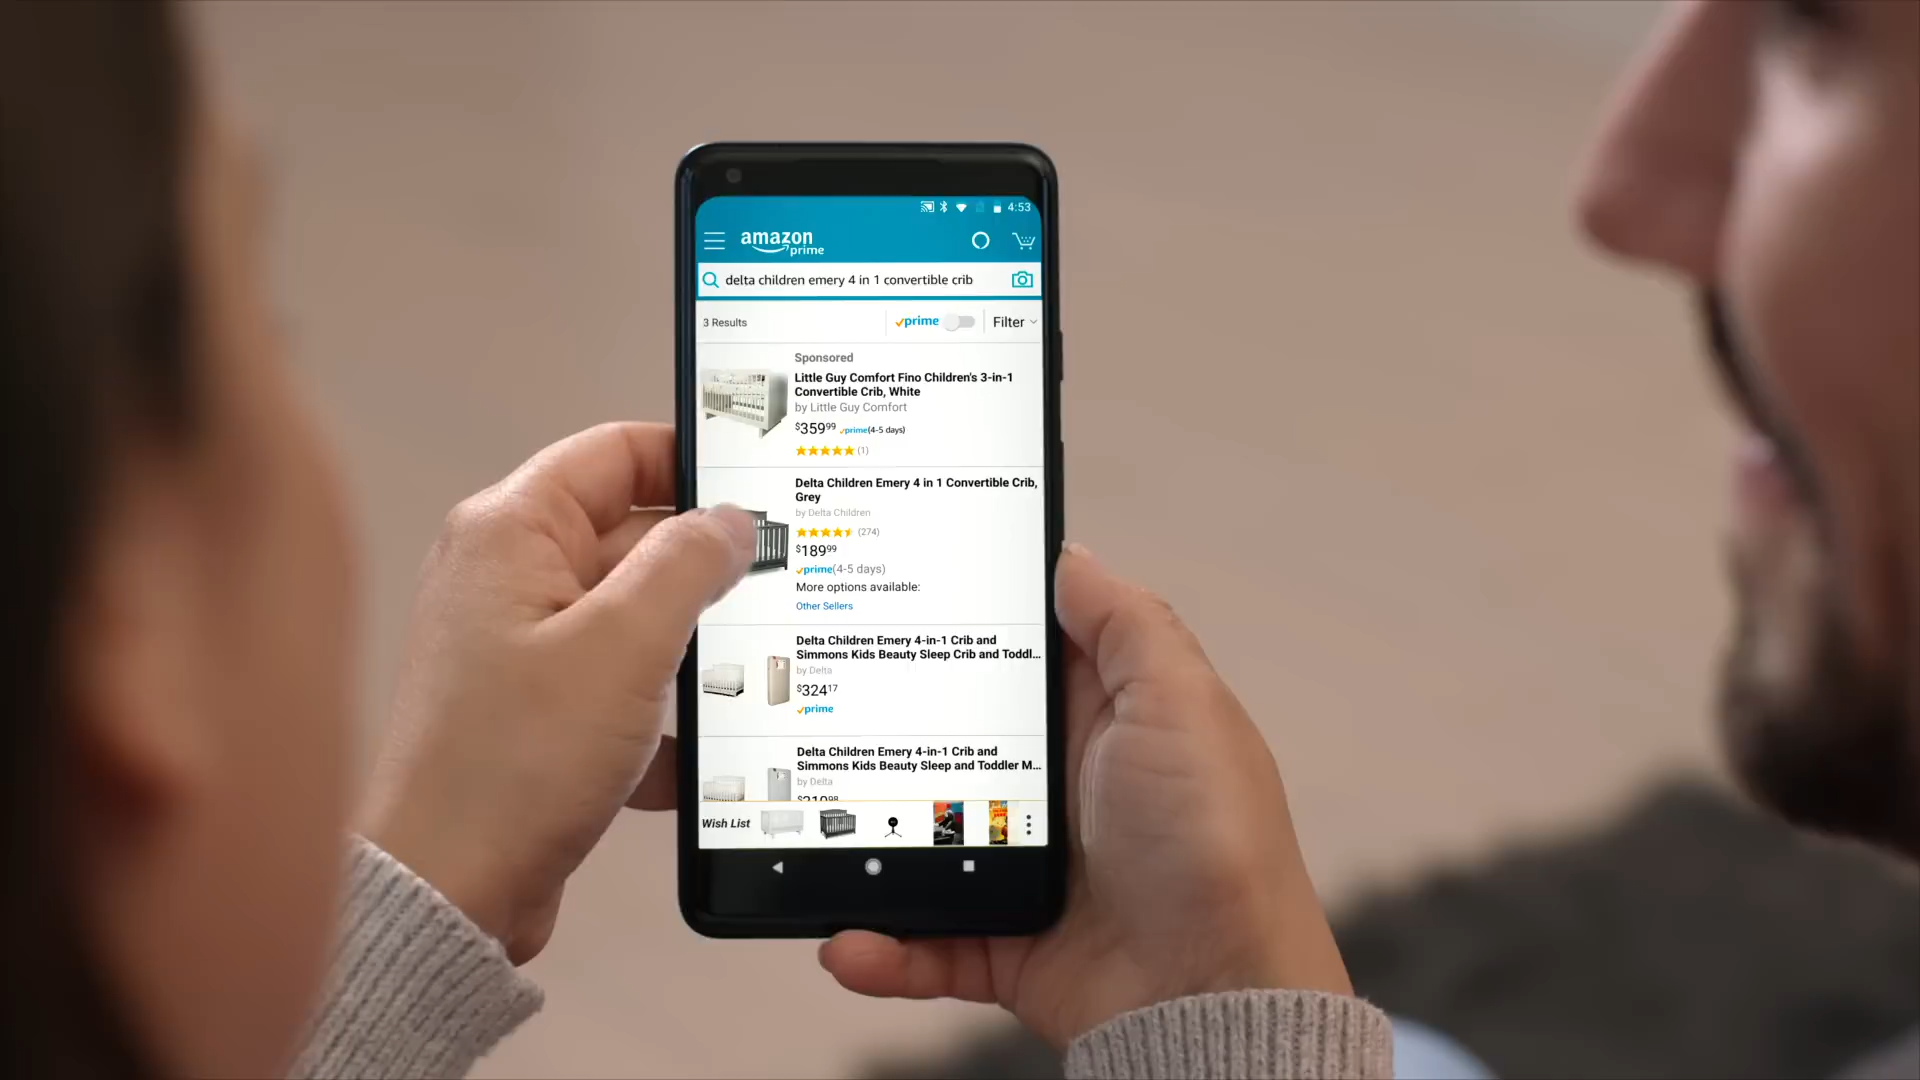 4:53
amazon
prime
delta children emery 4 in 1 convertible crib
3 Results
prime
Filter
Sponsored
Little Guy Comfort Fino Children's 3-in-1
Convertible Crib, White
by Little Guy Comfort
$359⁹⁹ prime(4-5 days)
(1)
Delta Children Emery 4 in 1 Convertible Crib,
Grey
by Delta Children
(274)
$189⁹⁹
prime(4-5 days)
More options available:
Other Sellers
Delta Children Emery 4-in-1 Crib and
Simmons Kids Beauty Sleep Crib and Toddl...
by Delta
$324¹⁷
prime
Delta Children Emery 4-in-1 Crib and
Simmons Kids Beauty Sleep and Toddler M...
by Delta
Wish List